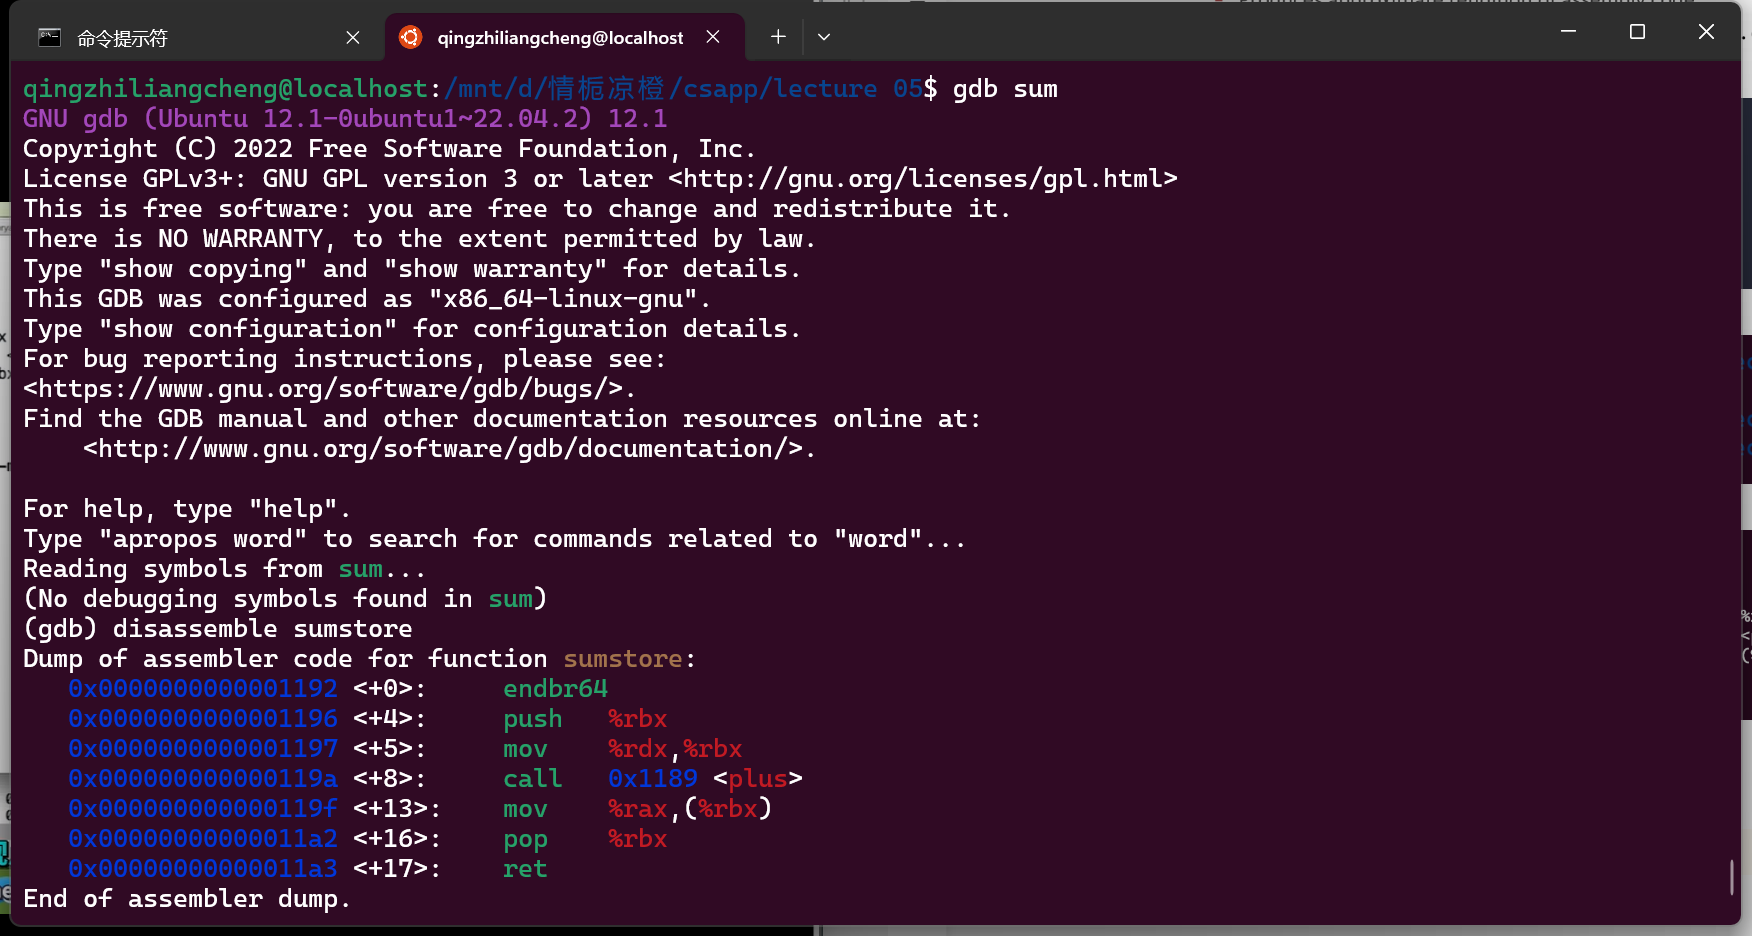 命令提示符
qingzhiliangcheng@localhost
qingzhiliangcheng@localhost:/mnt/d/情栀凉橙/csapp/lecture 05$ gdb sum
GNU gdb (Ubuntu 12.1-0ubuntu1~22.04.2) 12.1
Copyright (C) 2022 Free Software Foundation, Inc.
License GPLv3+: GNU GPL version 3 or later <http://gnu.org/licenses/gpl.html>
This is free software: you are free to change and redistribute it.
There is NO WARRANTY, to the extent permitted by law.
Type "show copying" and "show warranty" for details.
This GDB was configured as "x86_64-linux-gnu".
Type "show configuration" for configuration details.
For bug reporting instructions, please see:
<https://www.gnu.org/software/gdb/bugs/>.
Find the GDB manual and other documentation resources online at:
    <http://www.gnu.org/software/gdb/documentation/>.

For help, type "help".
Type "apropos word" to search for commands related to "word"...
Reading symbols from sum...
(No debugging symbols found in sum)
(gdb) disassemble sumstore
Dump of assembler code for function sumstore:
   0x0000000000001192 <+0>:     endbr64
   0x0000000000001196 <+4>:     push   %rbx
   0x0000000000001197 <+5>:     mov    %rdx,%rbx
   0x000000000000119a <+8>:     call   0x1189 <plus>
   0x000000000000119f <+13>:    mov    %rax,(%rbx)
   0x00000000000011a2 <+16>:    pop    %rbx
   0x00000000000011a3 <+17>:    ret
End of assembler dump.